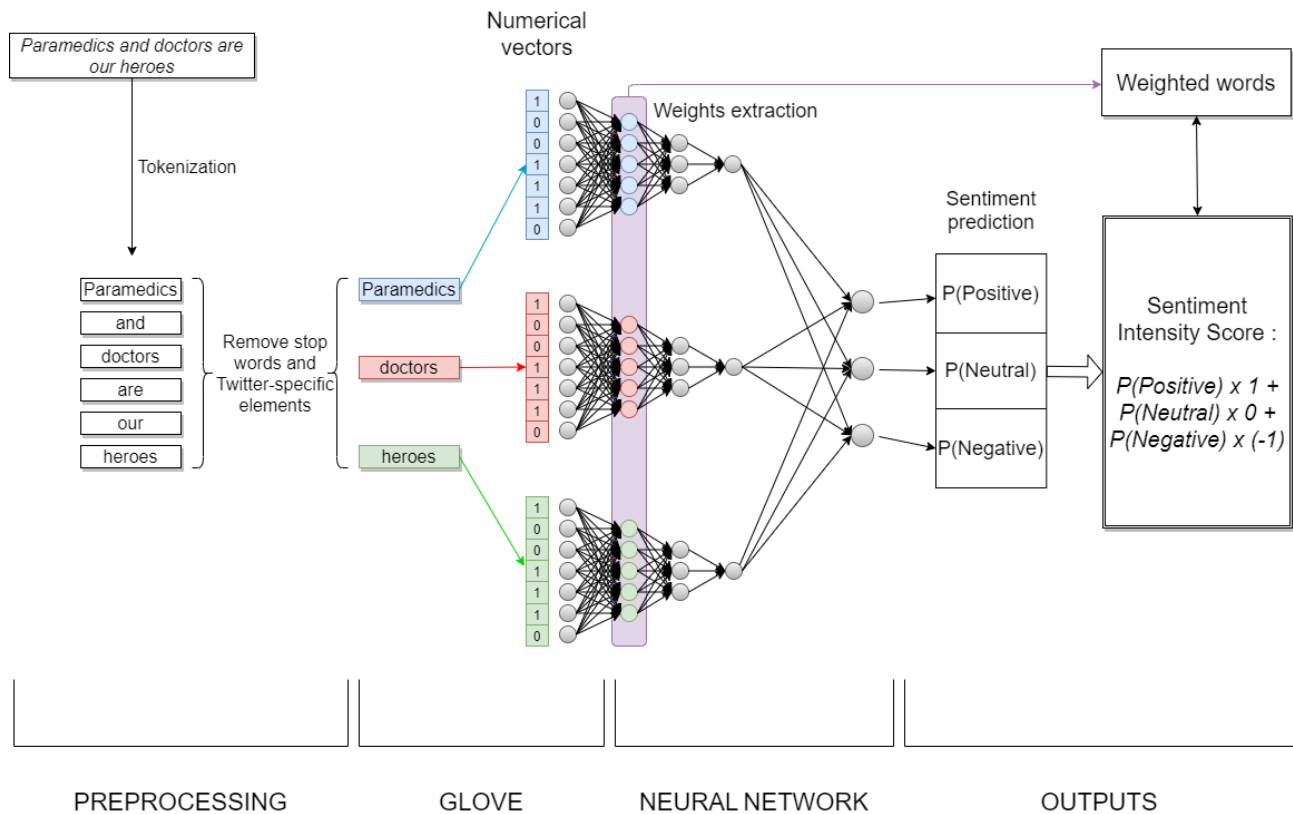 Paramedics and doctors are
our heroes
Tokenization
Paramedics
and
doctors
are
our
heroes
Remove stop
words and
Twitter-specific
elements
Paramedics
doctors
heroes
Numerical
vectors
1
0
0
1
1
1
0
1
0
0
1
1
1
0
1
0
0
1
1
1
0
Weights extraction
Sentiment
prediction
P(Positive)
P(Neutral)
P(Negative)
Weighted words
Sentiment
Intensity Score :
P(Positive) x 1 +
P(Neutral) x 0 +
P(Negative) x (-1)
PREPROCESSING
GLOVE
NEURAL NETWORK
OUTPUTS